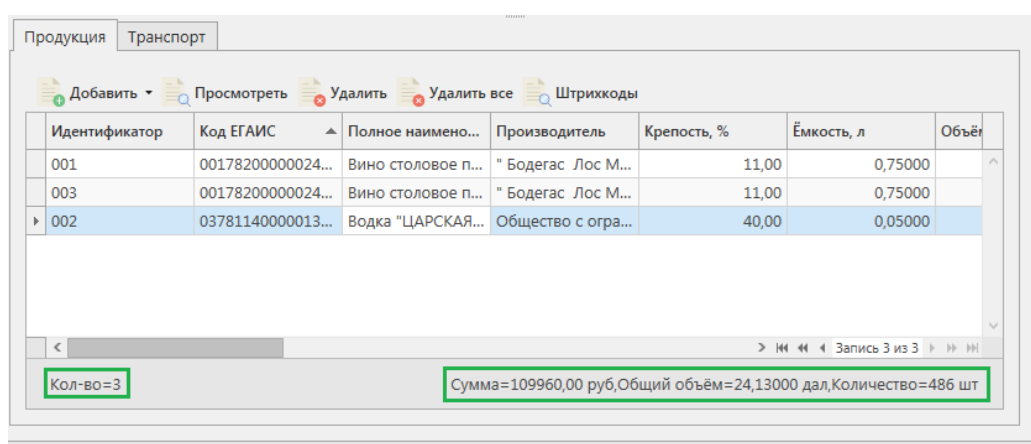 Продукция Транспорт
Добавить Просмотреть Удалить Удалить все Штрихкоды
Идентификатор Код ЕГАИС Полное наимено... Производитель Крепость, % Ёмкость, л Объём
001 00178200000024... Вино столовое п... " Бодегас Лос М... 11,00 0,75000
003 00178200000024... Вино столовое п... " Бодегас Лос М... 11,00 0,75000
002 03781140000013... Водка "ЦАРСКАЯ... Общество с огра... 40,00 0,05000
Запись 3 из 3
Кол-во=3 Сумма=109960,00 руб,Общий объём=24,13000 дал,Количество=486 шт